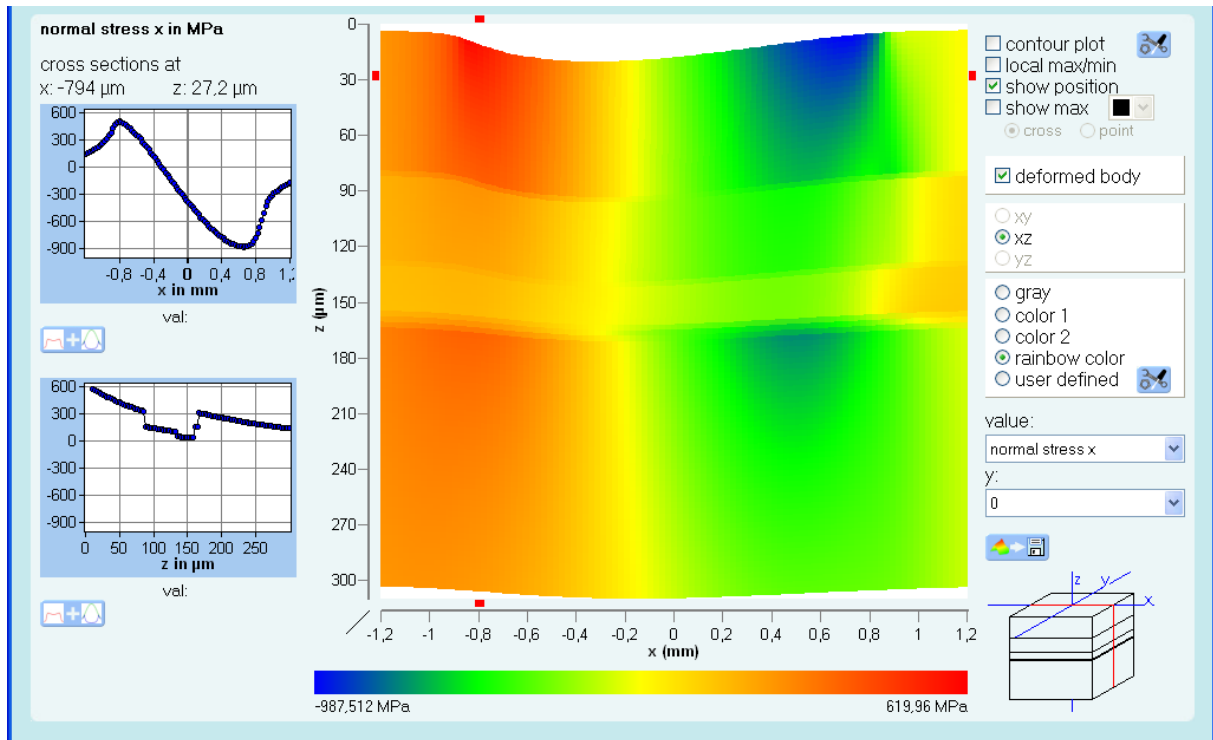 normal stress x in MPa
cross sections at
x: -794 µm z: 27,2 µm
600
300
0
-300
-600
-900
-0,8 -0,4 0 0,4 0,8 1,2
x in mm
val:
600
300
0
-300
-600
-900
0 50 100 150 200 250
z in µm
val:
0
30
60
90
120
150
180
210
240
270
300
z (µm)
-1,2 -1 -0,8 -0,6 -0,4 -0,2 0 0,2 0,4 0,6 0,8 1 1,2
x (mm)
-987,512 MPa 619,96 MPa
contour plot
local max/min
show position
show max
cross point
deformed body
xy
xz
yz
gray
color 1
color 2
rainbow color
user defined
value:
normal stress x
y:
0
z y
x